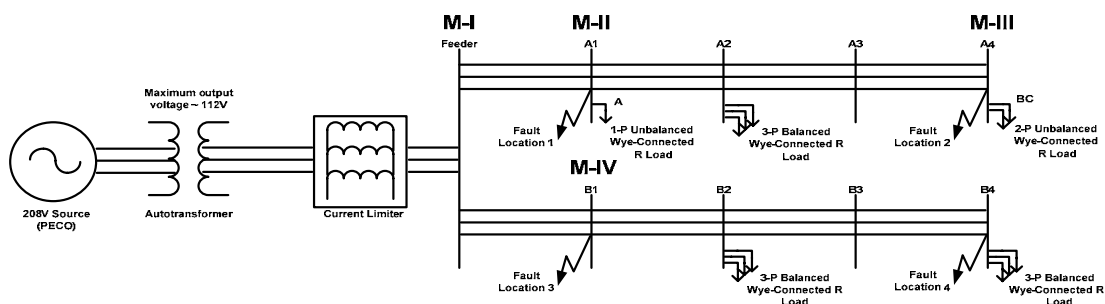 M-I
M-II
M-III
Feeder
A1
A2
A3
A4
Maximum output
voltage ~ 112V
A
BC
Fault
Location 1
1-P Unbalanced
Wye-Connected
R Load
3-P Balanced
Wye-Connected R
Load
Fault
Location 2
2-P Unbalanced
Wye-Connected
R Load
M-IV
B1
B2
B3
B4
208V Source
(PECO)
Autotransformer
Current Limiter
Fault
Location 3
3-P Balanced
Wye-Connected R
Load
Fault
Location 4
3-P Balanced
Wye-Connected R
Load